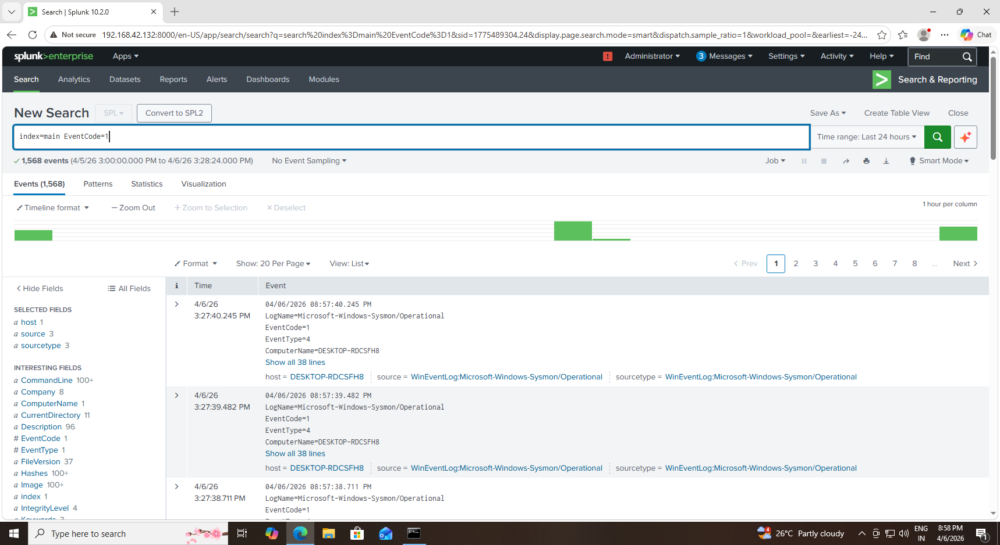 Search | Splunk 10.2.0
Not secure 192.168.42.132:8000/en-US/app/search/search?q=search%20index%3Dmain%20EventCode%3D1&sid=1775489304.24&display.page.search.mode=smart&dispatch.sample_ratio=1&workload_pool=&earliest=-24... Chat
splunk>enterprise Apps Administrator 3 Messages Settings Activity Help Find
Search Analytics Datasets Reports Alerts Dashboards Modules Search & Reporting
New Search SPL Convert to SPL2 Save As Create Table View Close
index=main EventCode=1 Time range: Last 24 hours
1,568 events (4/5/26 3:00:00.000 PM to 4/6/26 3:28:24.000 PM) No Event Sampling Job Smart Mode
Events (1,568) Patterns Statistics Visualization
Timeline format Zoom Out + Zoom to Selection × Deselect 1 hour per column
Format Show: 20 Per Page View: List < Prev 1 2 3 4 5 6 7 8 ... Next >
< Hide Fields All Fields
SELECTED FIELDS
a host 1
a source 3
a sourcetype 3
INTERESTING FIELDS
a CommandLine 100+
a Company 8
a ComputerName 1
a CurrentDirectory 11
a Description 96
# EventCode 1
# EventType 1
a FileVersion 37
a Hashes 100+
a Image 100+
a index 1
a IntegrityLevel 4
a Keywords 2
i Time Event
4/6/26
3:27:40.245 PM
04/06/2026 08:57:40.245 PM
LogName=Microsoft-Windows-Sysmon/Operational
EventCode=1
EventType=4
ComputerName=DESKTOP-RDCSFH8
Show all 38 lines
host = DESKTOP-RDCSFH8 source = WinEventLog:Microsoft-Windows-Sysmon/Operational sourcetype = WinEventLog:Microsoft-Windows-Sysmon/Operational
4/6/26
3:27:39.482 PM
04/06/2026 08:57:39.482 PM
LogName=Microsoft-Windows-Sysmon/Operational
EventCode=1
EventType=4
ComputerName=DESKTOP-RDCSFH8
Show all 38 lines
host = DESKTOP-RDCSFH8 source = WinEventLog:Microsoft-Windows-Sysmon/Operational sourcetype = WinEventLog:Microsoft-Windows-Sysmon/Operational
4/6/26
3:27:38.711 PM
04/06/2026 08:57:38.711 PM
LogName=Microsoft-Windows-Sysmon/Operational
EventCode=1
Type here to search 4 26°C Partly cloudy ENG IN 8:58 PM 4/6/2026 1